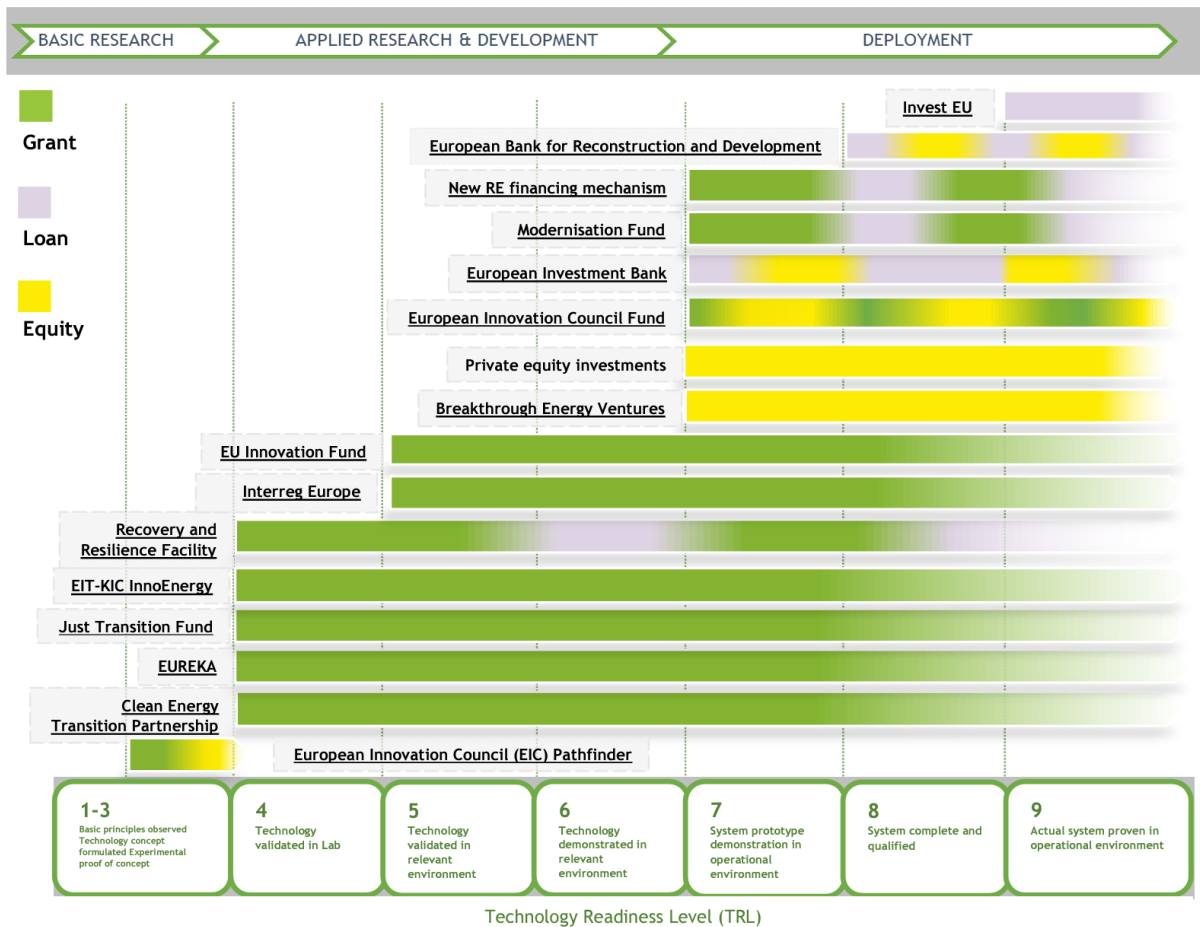 BASIC RESEARCH
APPLIED RESEARCH & DEVELOPMENT
DEPLOYMENT
Grant
Loan
Equity
Invest EU
European Bank for Reconstruction and Development
New RE financing mechanism
Modernisation Fund
European Investment Bank
European Innovation Council Fund
Private equity investments
Breakthrough Energy Ventures
EU Innovation Fund
Interreg Europe
Recovery and
Resilience Facility
EIT-KIC InnoEnergy
Just Transition Fund
EUREKA
Clean Energy
Transition Partnership
European Innovation Council (EIC) Pathfinder
1-3
Basic principles observed
Technology concept
formulated Experimental
proof of concept
4
Technology
validated in Lab
5
Technology
validated in
relevant
environment
6
Technology
demonstrated in
relevant
environment
7
System prototype
demonstration in
operational
environment
8
System complete and
qualified
9
Actual system proven in
operational environment
Technology Readiness Level (TRL)